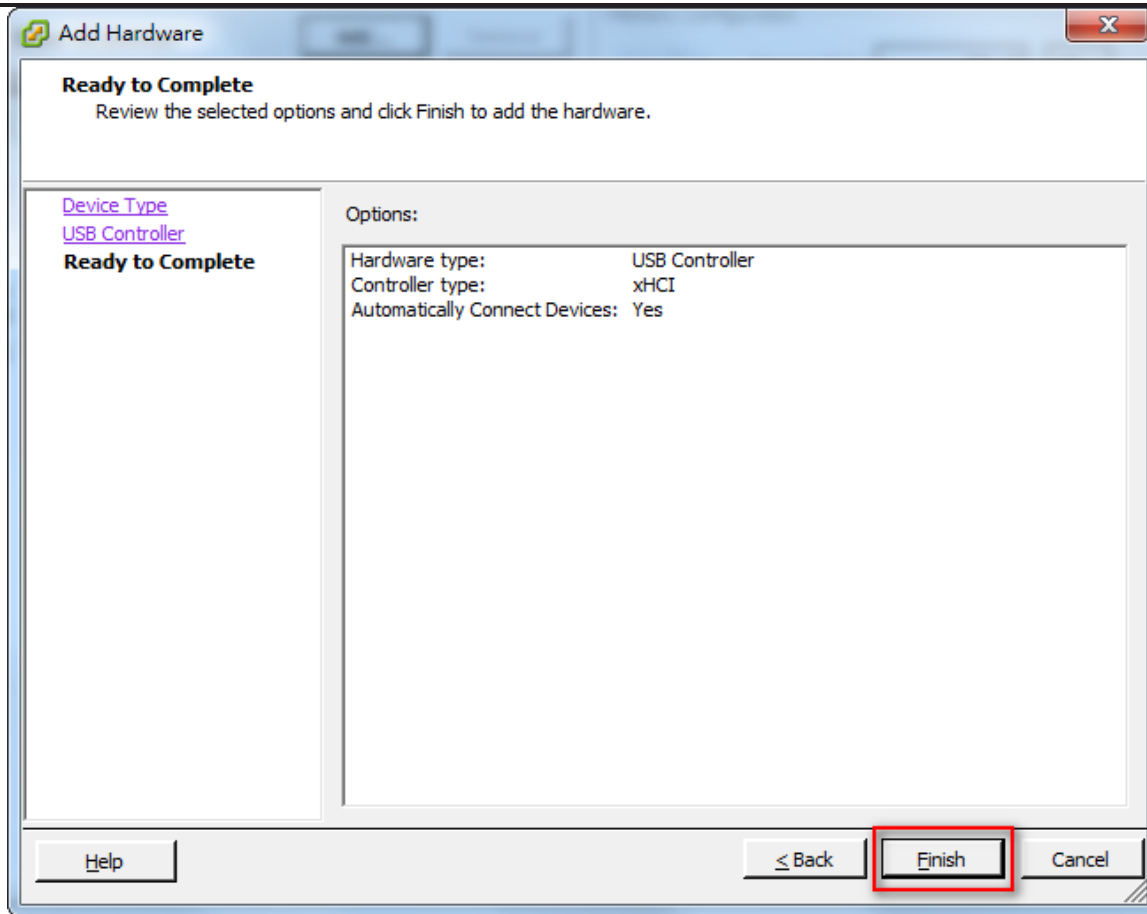 Add Hardware
Ready to Complete
Review the selected options and click Finish to add the hardware.
Device Type
USB Controller
Ready to Complete
Options:
Hardware type: USB Controller
Controller type: xHCI
Automatically Connect Devices: Yes
Help
< Back
Finish
Cancel